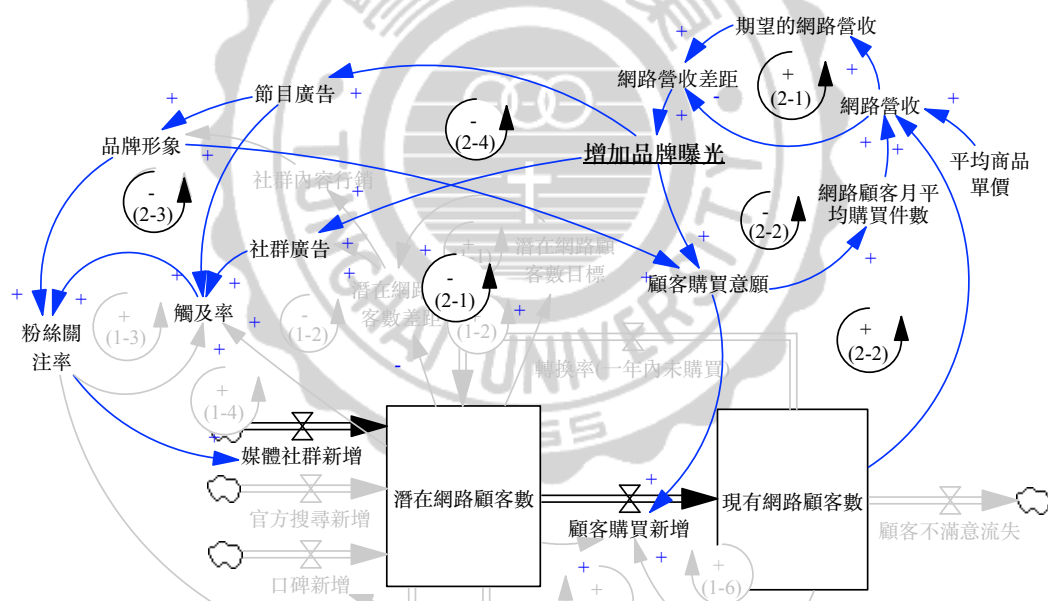 期望的網路營收
網路營收差距
+
(2-1)
網路營收
節目廣告
-
(2-4)
品牌形象
增加品牌曝光
平均商品
單價
社群內容行銷
-
(2-3)
網路顧客月平
均購買件數
-
(2-2)
社群廣告
潛在網路顧
客數目標
顧客購買意願
-
(2-1)
潛在網路
客數差距
觸及率
粉絲關
注率
+
(1-3)
-
(1-2)
+
(1-2)
+
(2-2)
轉換率(一年內未購買)
+
(1-4)
媒體社群新增
潛在網路顧客數
現有網路顧客數
官方搜尋新增
顧客購買新增
顧客不滿意流失
口碑新增
+
+
(1-6)
UNIVERSITY